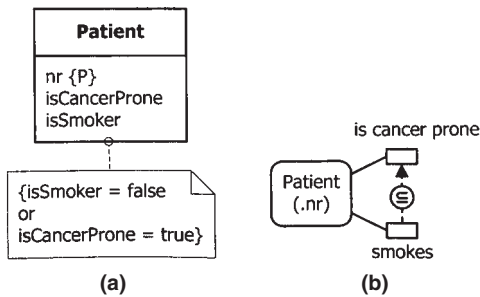 Patient
nr {P}
isCancerProne
isSmoker
{isSmoker = false
or
isCancerProne = true}
(a)
is cancer prone
Patient
(.nr)
⊆
smokes
(b)